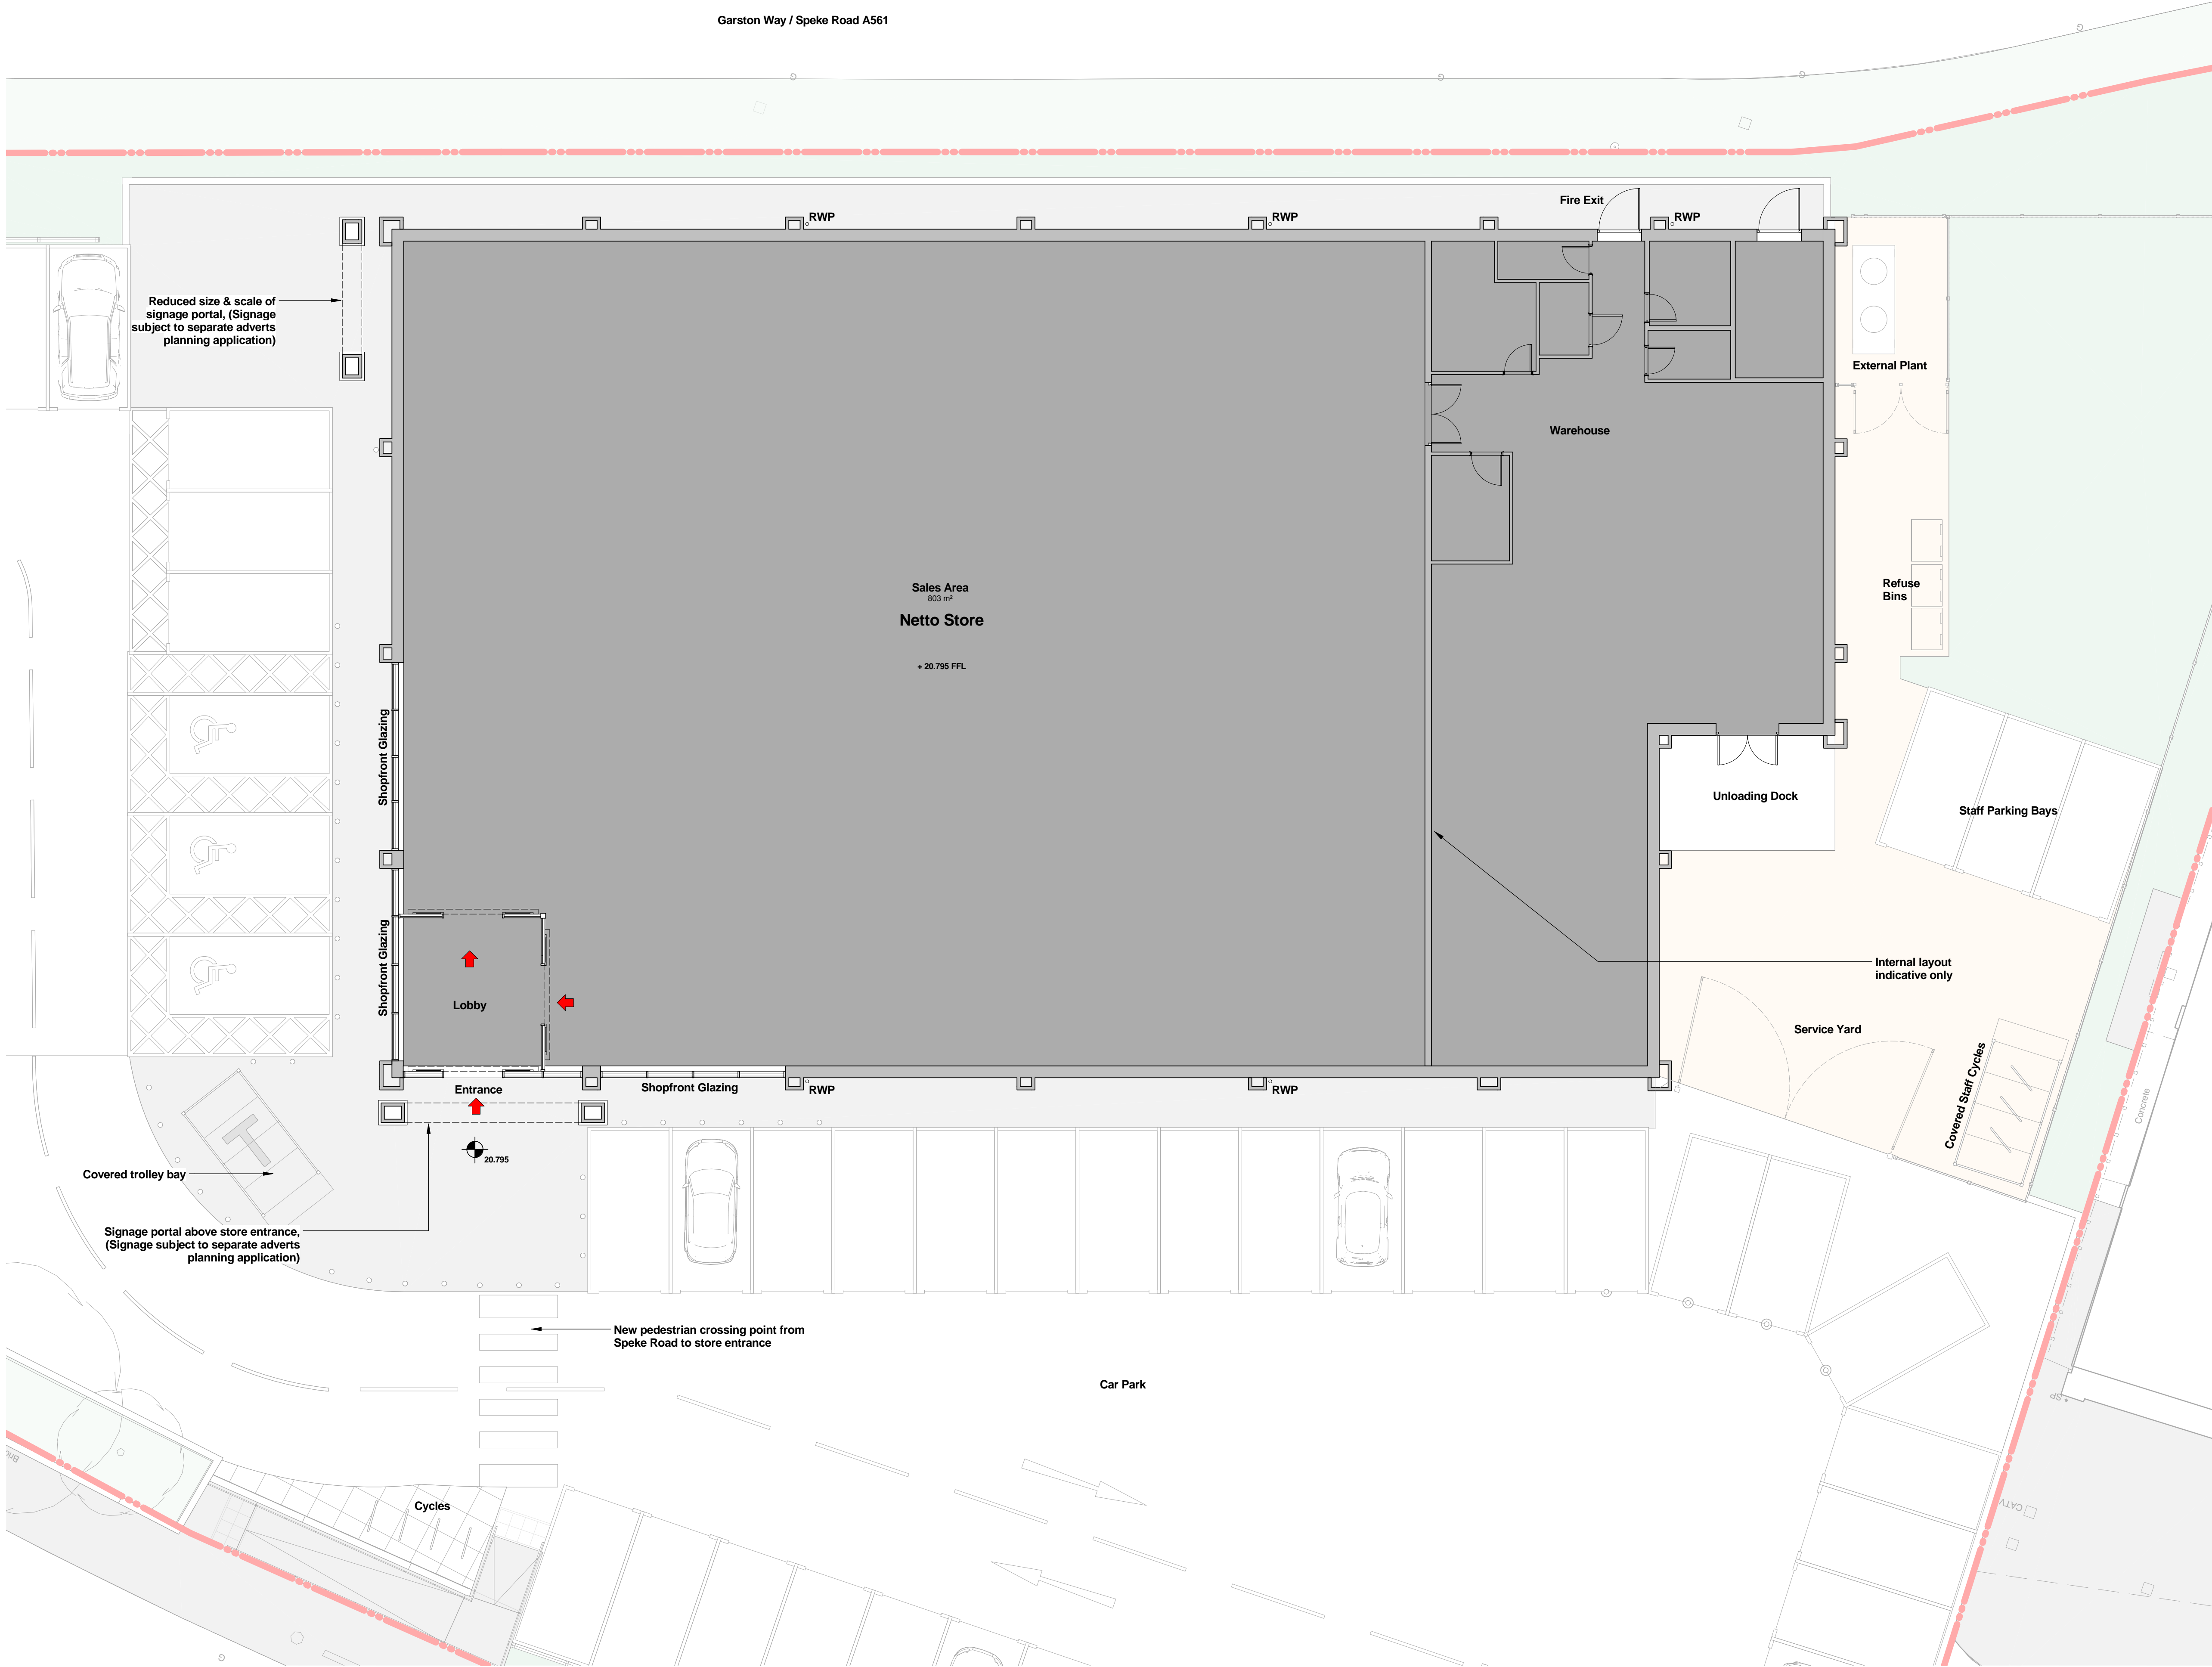 Garston Way / Speke Road A561
G
G
G
G
Fire Exit
RWP
RWP
RWP
Reduced size & scale of
signage portal, (Signage
subject to separate adverts
planning application)
External Plant
Warehouse
Sales Area
803 m²
Netto Store
Refuse
Bins
+ 20.795 FFL
Shopfront Glazing
Unloading Dock
Staff Parking Bays
Shopfront Glazing
Internal layout
indicative only
Lobby
Service Yard
Covered Staff Cycles
Concrete
Entrance
Shopfront Glazing
RWP
RWP
20.795
Covered trolley bay
Signage portal above store entrance,
(Signage subject to separate adverts
planning application)
New pedestrian crossing point from
Speke Road to store entrance
Car Park
SP
Cycles
CATV
G